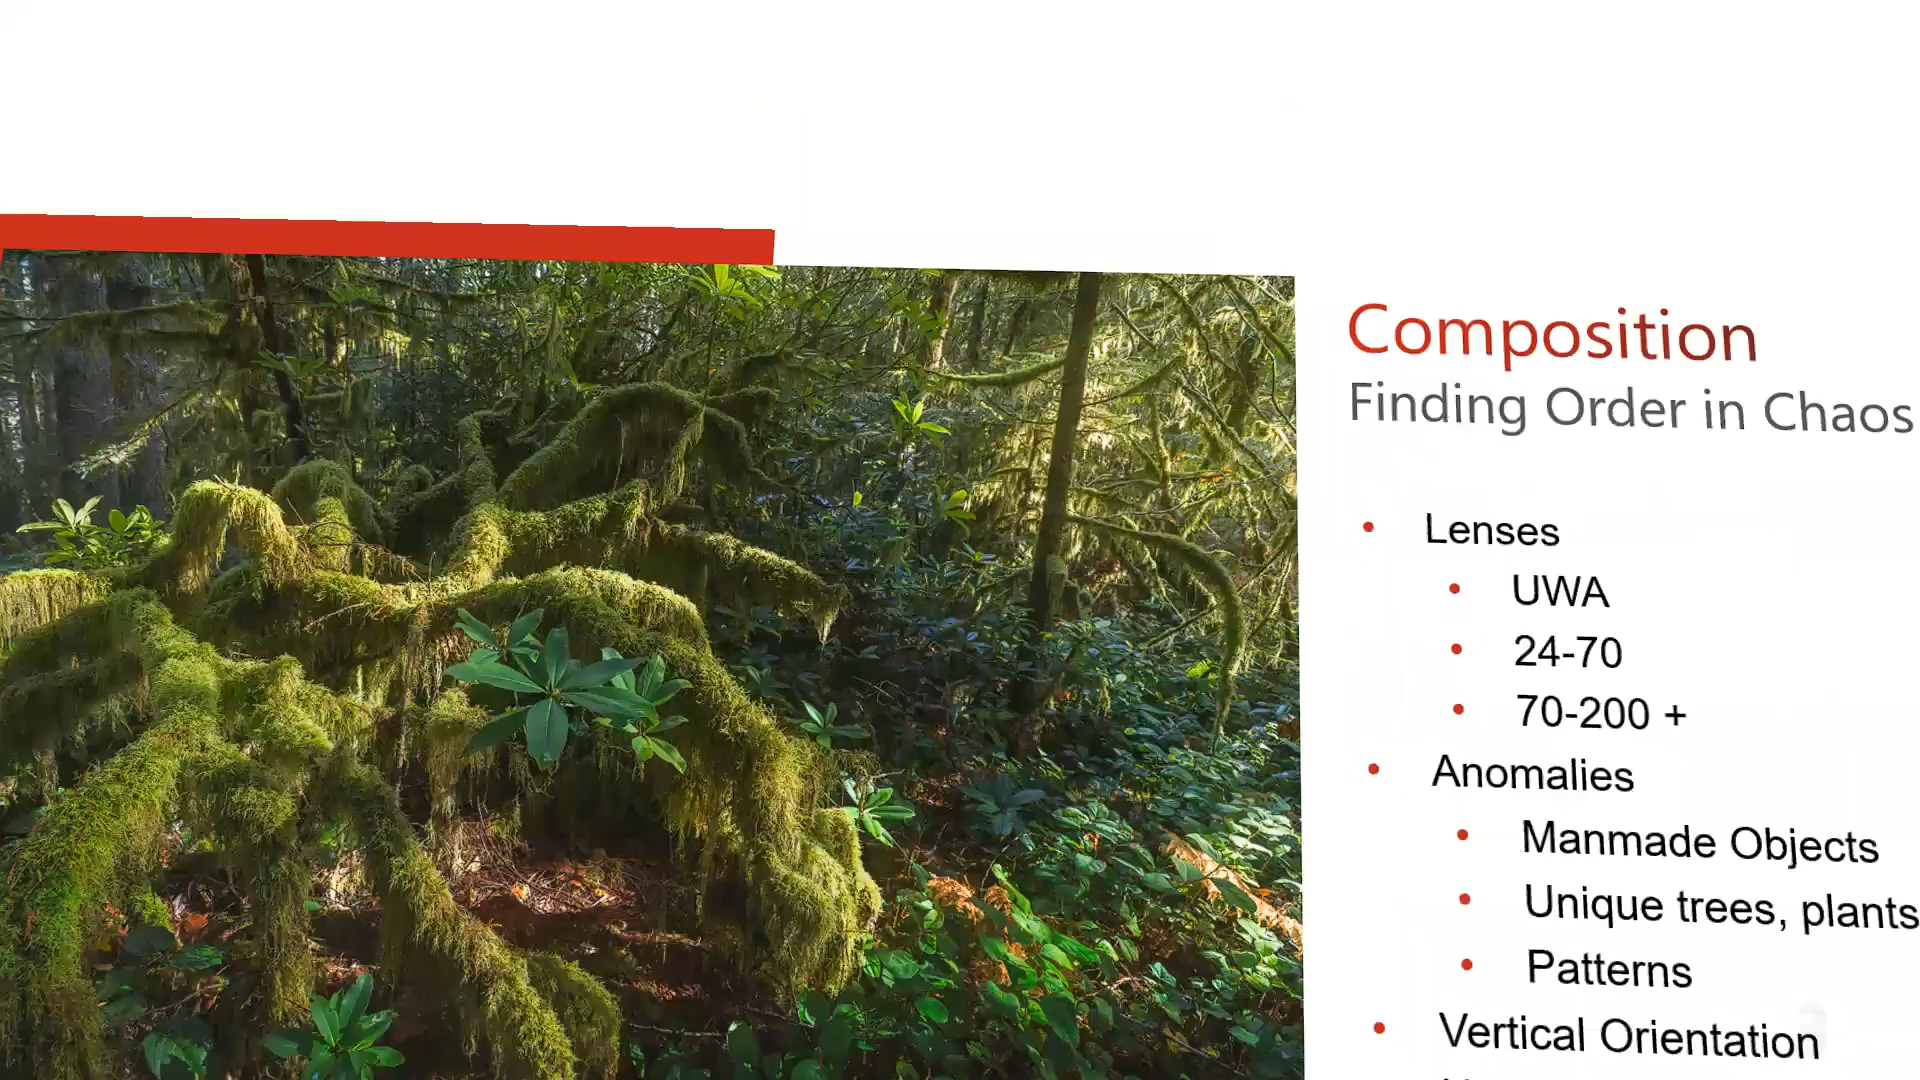 Composition
Finding Order in Chaos
• Lenses
• UWA
• 24-70
• 70-200 +
• Anomalies
• Manmade Objects
• Unique trees, plants
• Patterns
• Vertical Orientation